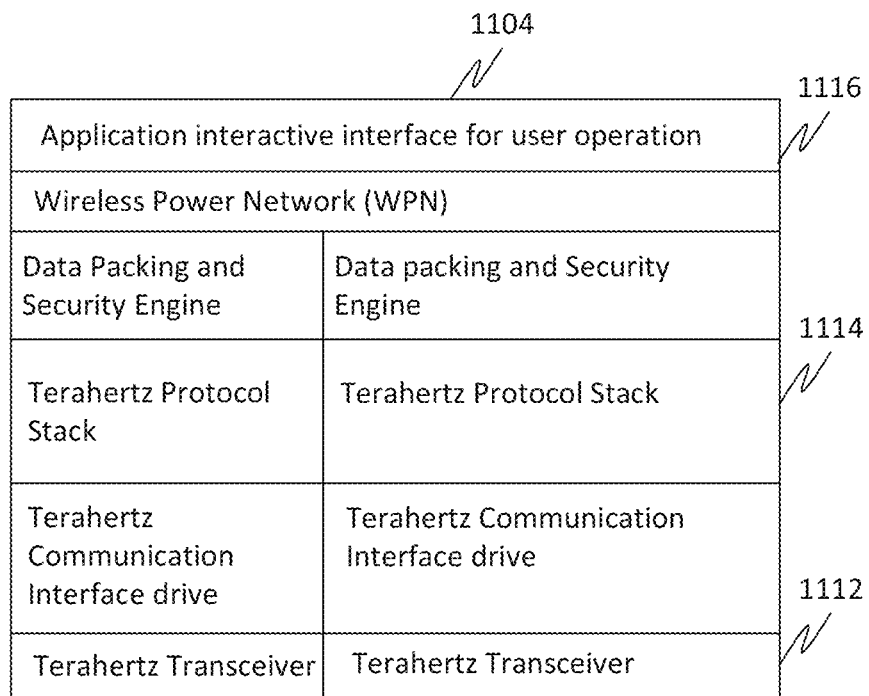 1104
1116
Application interactive interface for user operation
Wireless Power Network (WPN)
Data Packing and
Security Engine
Data packing and Security
Engine
1114
Terahertz Protocol
Stack
Terahertz Protocol Stack
Terahertz
Communication
Interface drive
Terahertz Communication
Interface drive
1112
Terahertz Transceiver
Terahertz Transceiver